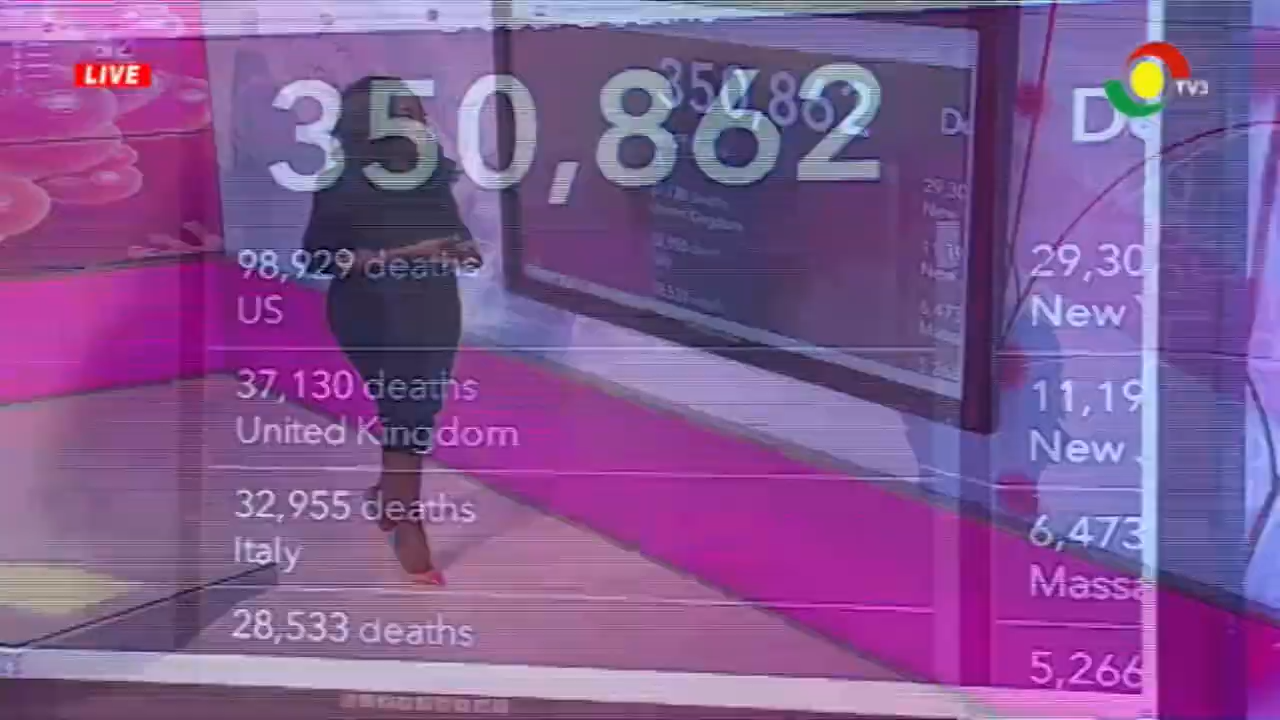 LIVE
TV3
350,862
98,929 deaths
US
37,130 deaths
United Kingdom
32,955 deaths
Italy
28,533 deaths
29,30
New Y
11,19
New J
6,473
Massa
5,266